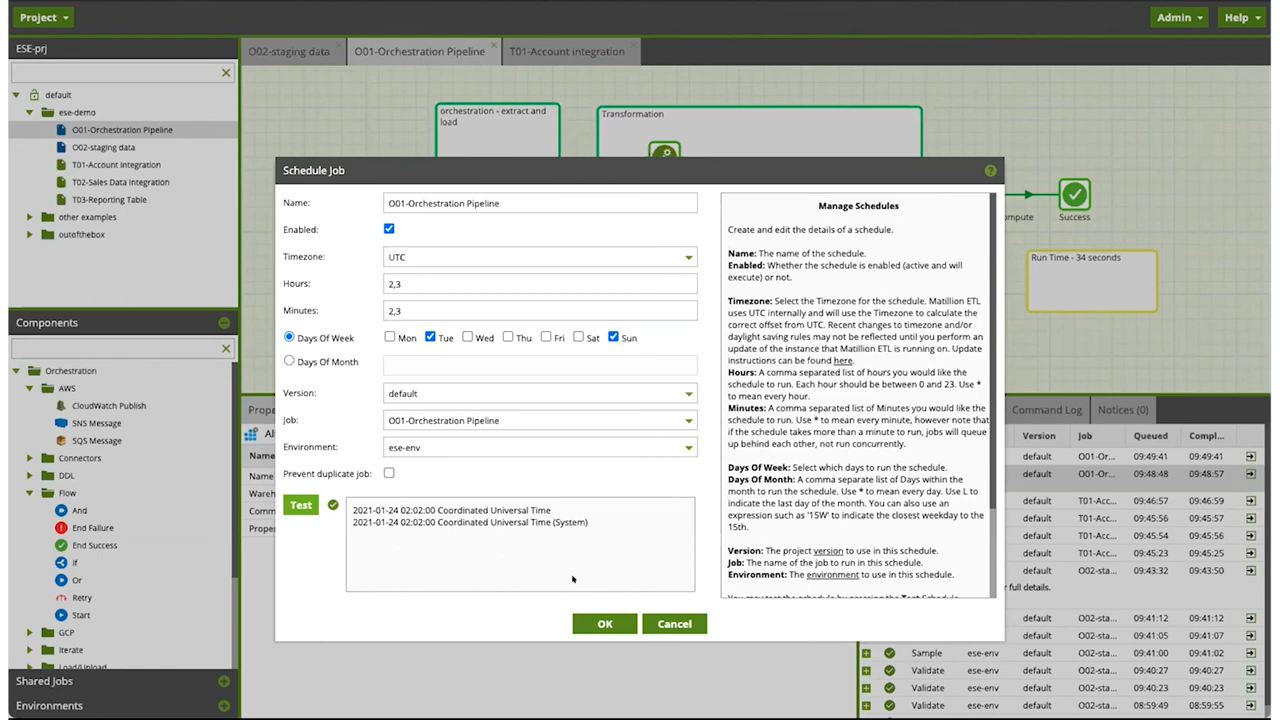 Project
Admin
Help
ESE-prj
O02-staging data
O01-Orchestration Pipeline
T01-Account integration
default
ese-demo
O01-Orchestration Pipeline
O02-staging data
T01-Account integration
T02-Sales Data integration
T03-Reporting Table
other examples
outofthebox
orchestration - extract and
load
Transformation
Success
Run Time - 34 seconds
Schedule Job
Name:
O01-Orchestration Pipeline
Enabled:
Timezone:
UTC
Hours:
2,3
Minutes:
2,3
Days Of Week
Mon
Tue
Wed
Thu
Fri
Sat
Sun
Days Of Month
Version:
default
Job:
O01-Orchestration Pipeline
Environment:
ese-env
Prevent duplicate job:
Test
2021-01-24 02:02:00 Coordinated Universal Time
2021-01-24 02:02:00 Coordinated Universal Time (System)
OK
Cancel
Manage Schedules
Create and edit the details of a schedule.
Name: The name of the schedule.
Enabled: Whether the schedule is enabled (active and will
execute) or not.
Timezone: Select the Timezone for the schedule. Matillion ETL
uses UTC internally and will use the Timezone to calculate the
correct offset from UTC. Recent changes to timezone and/or
daylight saving rules may not be reflected until you perform an
update of the instance that Matillion ETL is running on. Update
instructions can be found here.
Hours: A comma separated list of hours you would like the
schedule to run. Each hour should be between 0 and 23. Use *
to mean every hour.
Minutes: A comma separated list of Minutes you would like the
schedule to run. Use * to mean every minute, however note that
if the schedule takes more than a minute to run, jobs will queue
up behind each other, not run concurrently.
Days Of Week: Select which days to run the schedule.
Days Of Month: A comma separate list of Days within the
month to run the schedule. Use * to mean every day. Use L to
indicate the last day of the month. You can also use an
expression such as '15W' to indicate the closest weekday to the
15th.
Version: The project version to use in this schedule.
Job: The name of the job to run in this schedule.
Environment: The environment to use in this schedule.
Components
Orchestration
AWS
CloudWatch Publish
SNS Message
SQS Message
Connectors
DDL
Flow
And
End Failure
End Success
If
Or
Retry
Start
GCP
Iterate
Load/Unload
Shared Jobs
Environments
Name
Name
Command Log
Notices (0)
Version Job Queued Compl...
default O01-Or... 09:49:41 09:49:41
default O01-Or... 09:48:48 09:48:57
default T01-Acc... 09:46:57 09:46:59
default T01-Acc... 09:45:56 09:45:57
default T01-Acc... 09:45:53 09:45:54
default T01-Acc... 09:45:23 09:45:25
default O02-sta... 09:43:32 09:43:50
r full details.
default O02-sta... 09:41:12 09:41:12
default O02-sta... 09:41:05 09:41:07
Sample ese-env default O02-sta... 09:41:00 09:41:02
Validate ese-env default O02-sta... 09:40:27 09:40:27
Validate ese-env default O02-sta... 09:40:23 09:40:23
Validate ese-env default O02-sta... 08:59:49 08:59:55